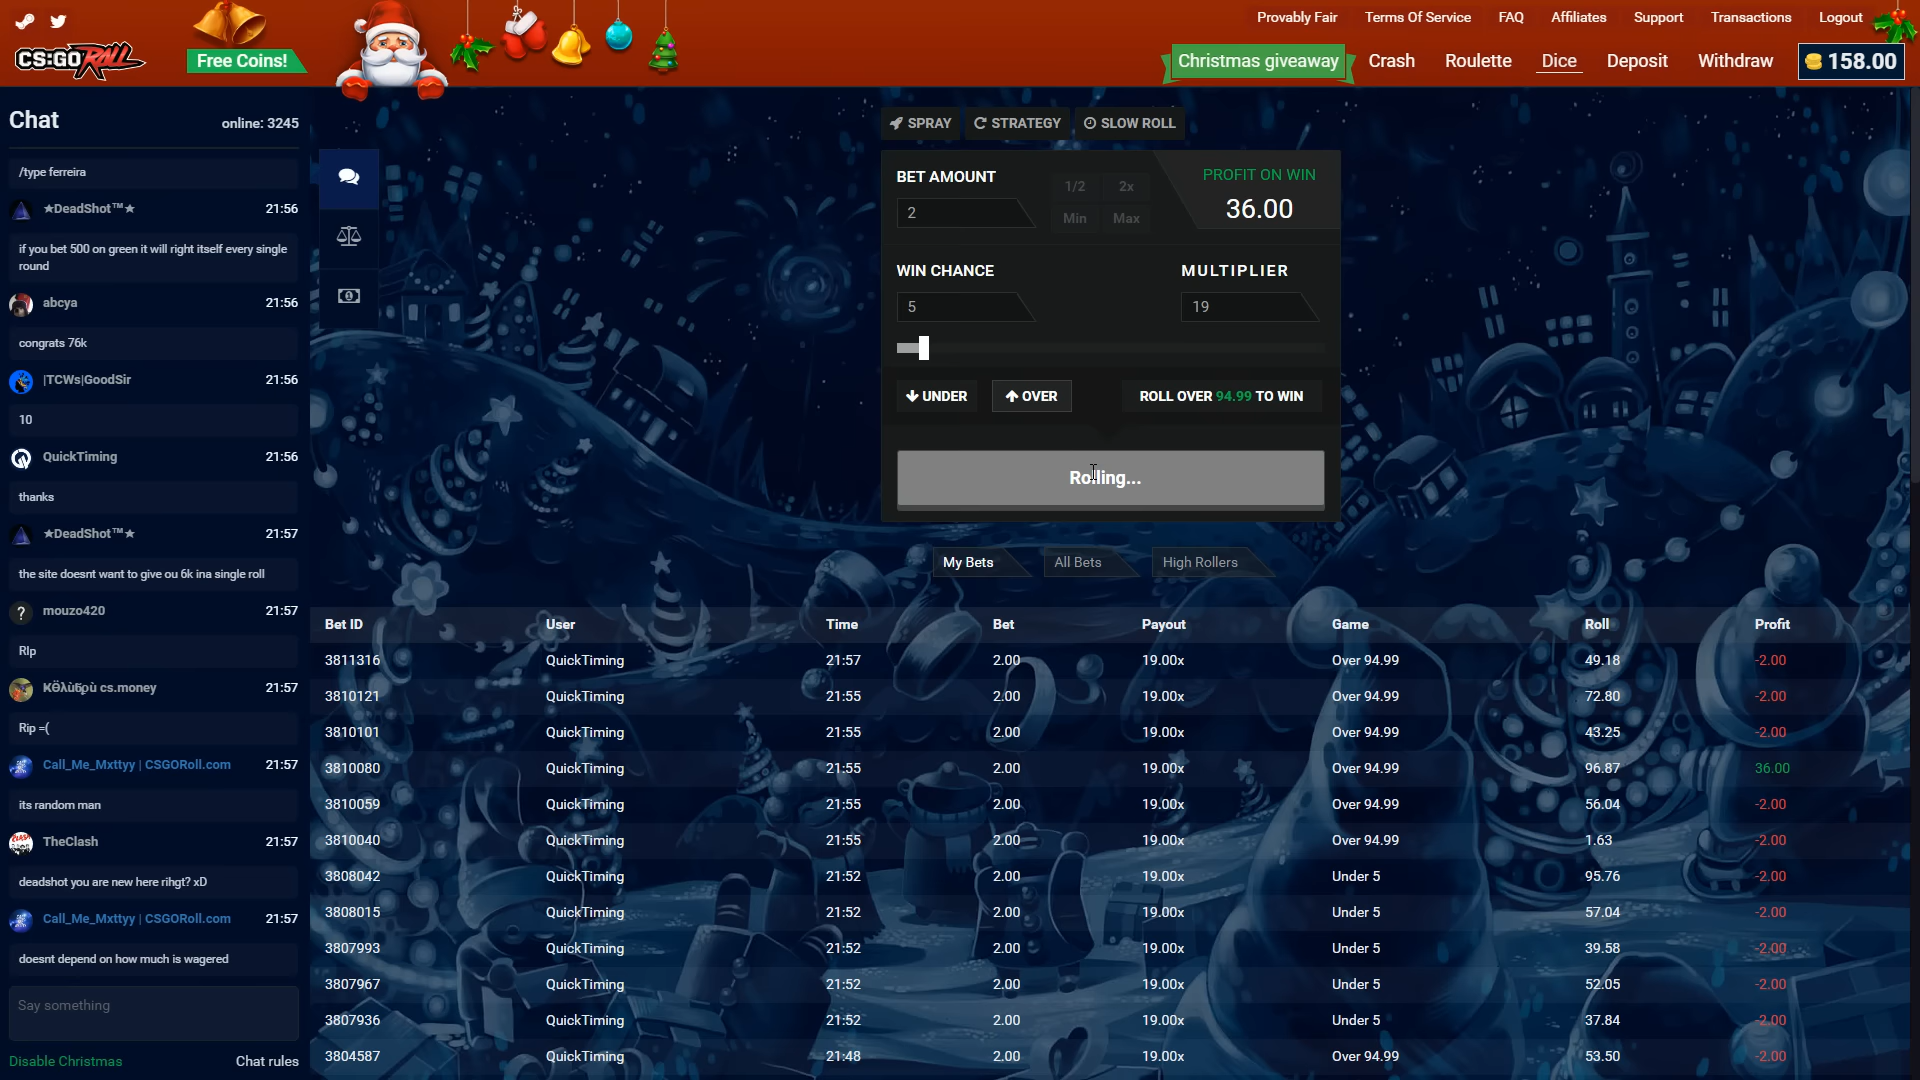 Provably Fair
Terms Of Service
FAQ
Affiliates
Support
Transactions
Logout
CS:GO ROLL
Free Coins!
Christmas giveaway
Crash
Roulette
Dice
Deposit
Withdraw
158.00
Chat
online: 3245
/type ferreira
★DeadShot™★ 21:56
if you bet 500 on green it will right itself every single
round
abcya 21:56
congrats 76k
|TCWs|GoodSir 21:56
10
QuickTiming 21:56
thanks
★DeadShot™★ 21:57
the site doesnt want to give ou 6k ina single roll
mouzo420 21:57
RIp
cs.money 21:57
Rip =(
Call_Me_Mxttyy | CSGORoll.com 21:57
its random man
TheClash 21:57
deadshot you are new here rihgt? xD
Call_Me_Mxttyy | CSGORoll.com 21:57
doesnt depend on how much is wagered
Say something
Disable Christmas
Chat rules
SPRAY
STRATEGY
SLOW ROLL
BET AMOUNT
2
1/2
2x
Min
Max
PROFIT ON WIN
36.00
WIN CHANCE
5
MULTIPLIER
19
UNDER
OVER
ROLL OVER 94.99 TO WIN
Rolling...
My Bets
All Bets
High Rollers
Bet ID User Time Bet Payout Game Roll Profit
3811316 QuickTiming 21:57 2.00 19.00x Over 94.99 49.18 -2.00
3810121 QuickTiming 21:55 2.00 19.00x Over 94.99 72.80 -2.00
3810101 QuickTiming 21:55 2.00 19.00x Over 94.99 43.25 -2.00
3810080 QuickTiming 21:55 2.00 19.00x Over 94.99 96.87 36.00
3810059 QuickTiming 21:55 2.00 19.00x Over 94.99 56.04 -2.00
3810040 QuickTiming 21:55 2.00 19.00x Over 94.99 1.63 -2.00
3808042 QuickTiming 21:52 2.00 19.00x Under 5 95.76 -2.00
3808015 QuickTiming 21:52 2.00 19.00x Under 5 57.04 -2.00
3807993 QuickTiming 21:52 2.00 19.00x Under 5 39.58 -2.00
3807967 QuickTiming 21:52 2.00 19.00x Under 5 52.05 -2.00
3807936 QuickTiming 21:52 2.00 19.00x Under 5 37.84 -2.00
3804587 QuickTiming 21:48 2.00 19.00x Over 94.99 53.50 -2.00